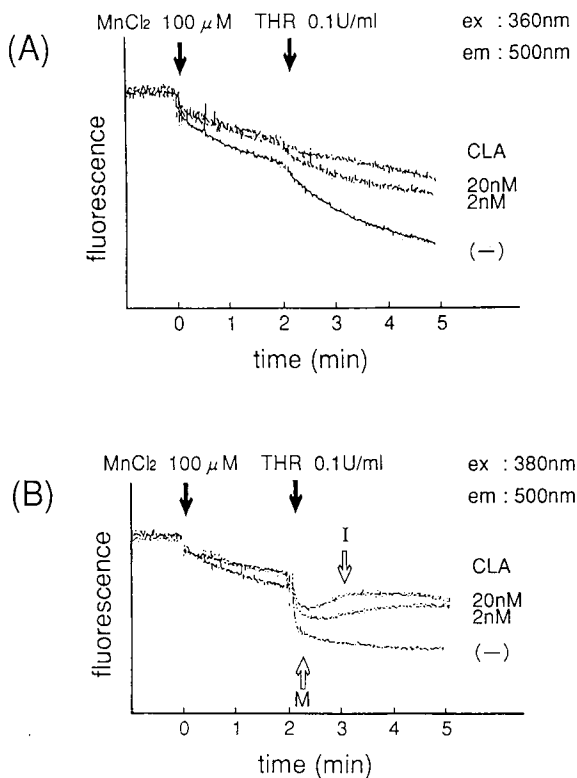 MnCl₂ 100 μM THR 0.1U/ml ex : 360nm
(A) em : 500nm
fluorescence
CLA
20nM
2nM
(—)
0 1 2 3 4 5
time (min)
MnCl₂ 100 μM THR 0.1U/ml ex : 380nm
(B) em : 500nm
I
fluorescence
CLA
20nM
2nM
(—)
M
0 1 2 3 4 5
time (min)